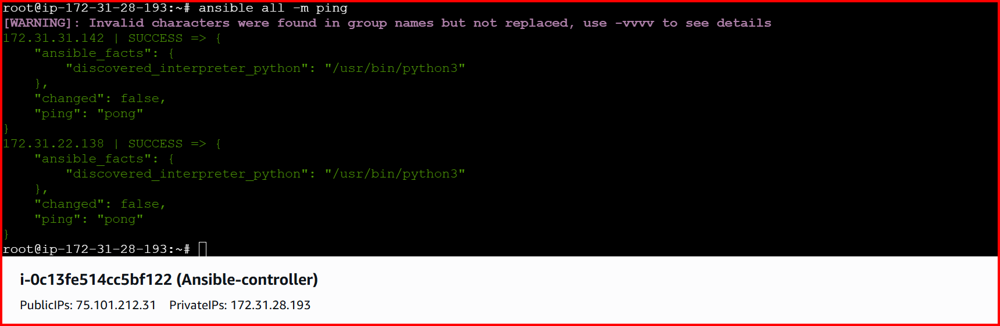 root@ip-172-31-28-193:~# ansible all -m ping
[WARNING]: Invalid characters were found in group names but not replaced, use -vvvv to see details
172.31.31.142 | SUCCESS => {
    "ansible_facts": {
        "discovered_interpreter_python": "/usr/bin/python3"
    },
    "changed": false,
    "ping": "pong"
}
172.31.22.138 | SUCCESS => {
    "ansible_facts": {
        "discovered_interpreter_python": "/usr/bin/python3"
    },
    "changed": false,
    "ping": "pong"
}
root@ip-172-31-28-193:~#
i-0c13fe514cc5bf122 (Ansible-controller)
PublicIPs: 75.101.212.31    PrivateIPs: 172.31.28.193